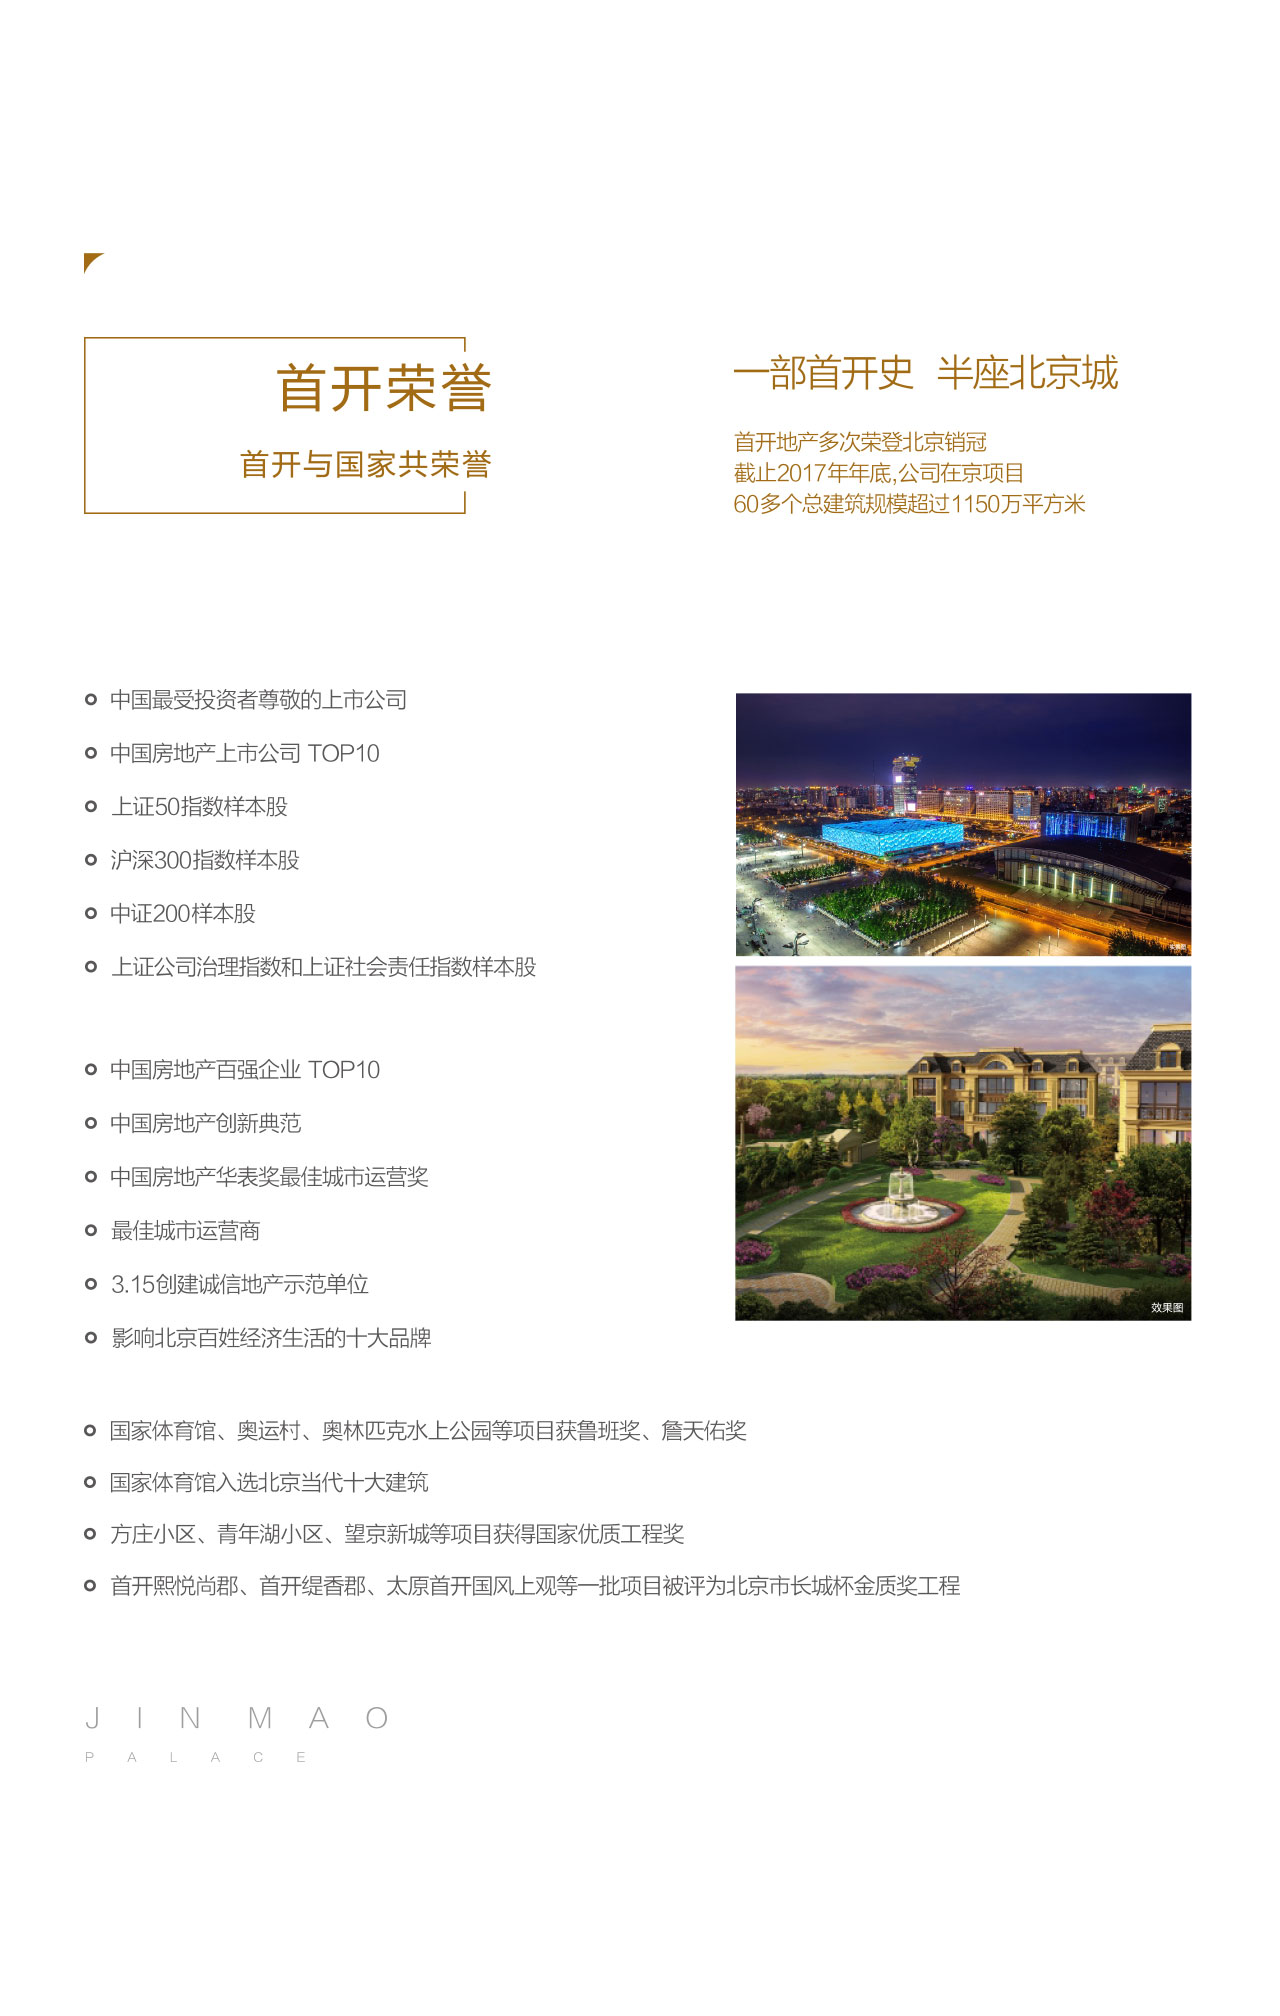 首开荣誉
首开与国家共荣誉
一部首开史 半座北京城
首开地产多次荣登北京销冠
截止2017年年底,公司在京项目
60多个总建筑规模超过1150万平方米
中国最受投资者尊敬的上市公司
中国房地产上市公司 TOP10
上证50指数样本股
沪深300指数样本股
中证200样本股
上证公司治理指数和上证社会责任指数样本股
中国房地产百强企业 TOP10
中国房地产创新典范
中国房地产华表奖最佳城市运营奖
最佳城市运营商
3.15创建诚信地产示范单位
影响北京百姓经济生活的十大品牌
效果图
国家体育馆、奥运村、奥林匹克水上公园等项目获鲁班奖、詹天佑奖
国家体育馆入选北京当代十大建筑
方庄小区、青年湖小区、望京新城等项目获得国家优质工程奖
首开熙悦尚郡、首开缇香郡、太原首开国风上观等一批项目被评为北京市长城杯金质奖工程
JIN MAO
PALACE